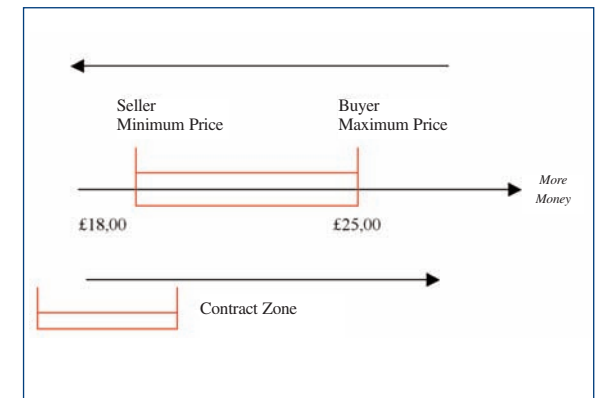 Seller
Minimum Price
Buyer
Maximum Price
More
Money
£18,00
£25,00
Contract Zone